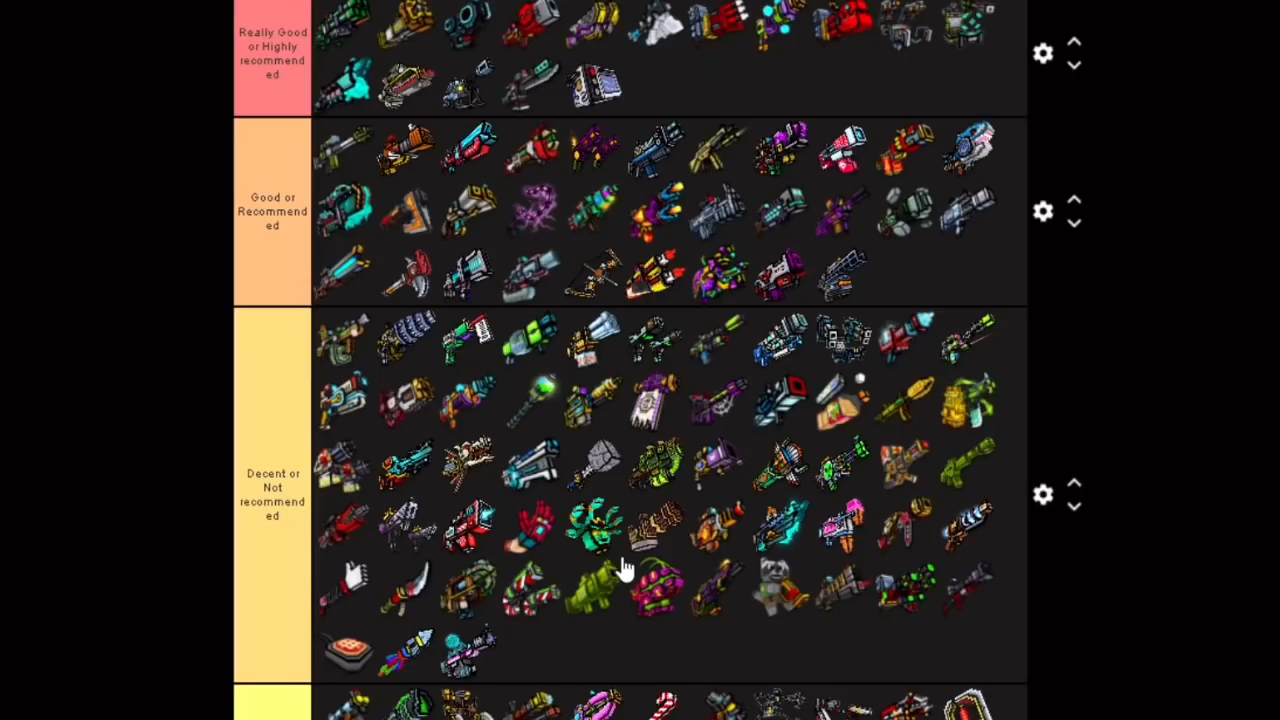 Really Good
or Highly
recommend
ed
Good or
Recommend
ed
Decent or
Not
recommend
ed